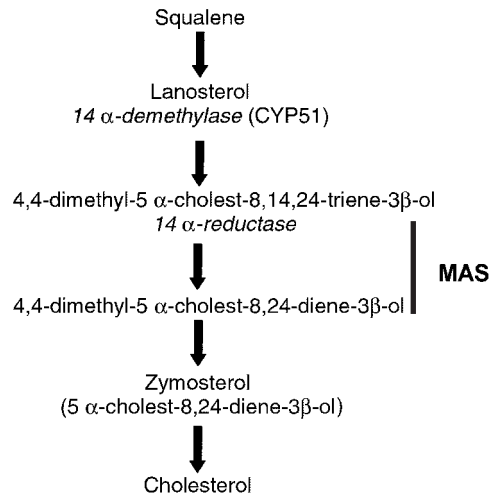 Squalene
Lanosterol
14 α-demethylase (CYP51)
4,4-dimethyl-5 α-cholest-8,14,24-triene-3β-ol
14 α-reductase
MAS
4,4-dimethyl-5 α-cholest-8,24-diene-3β-ol
Zymosterol
(5 α-cholest-8,24-diene-3β-ol)
Cholesterol